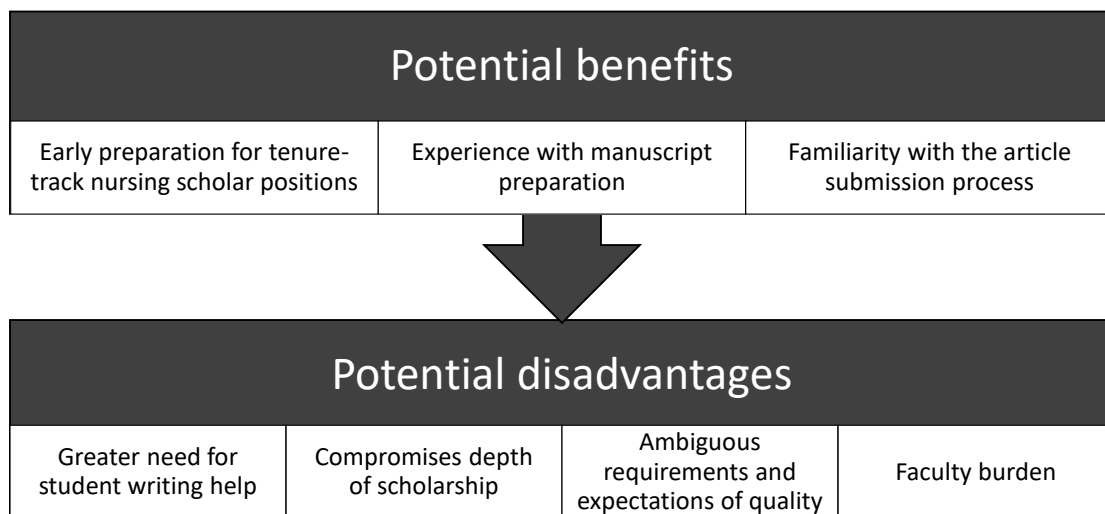 Potential benefits
Early preparation for tenure-
track nursing scholar positions
Experience with manuscript
preparation
Familiarity with the article
submission process
Potential disadvantages
Greater need for
student writing help
Compromises depth
of scholarship
Ambiguous
requirements and
expectations of quality
Faculty burden